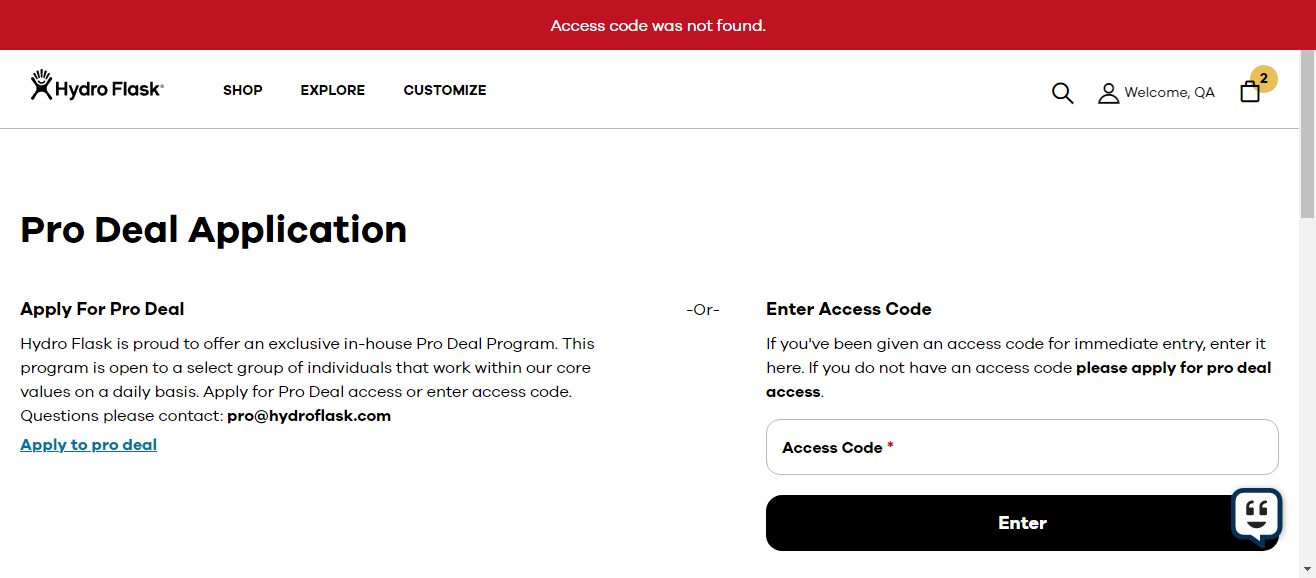 Access code was not found.
Hydro Flask
SHOP EXPLORE CUSTOMIZE
Welcome, QA
2
Pro Deal Application
Apply For Pro Deal
Hydro Flask is proud to offer an exclusive in-house Pro Deal Program. This
program is open to a select group of individuals that work within our core
values on a daily basis. Apply for Pro Deal access or enter access code.
Questions please contact: pro@hydroflask.com
Apply to pro deal
-Or-
Enter Access Code
If you've been given an access code for immediate entry, enter it
here. If you do not have an access code please apply for pro deal
access.
Access Code *
Enter